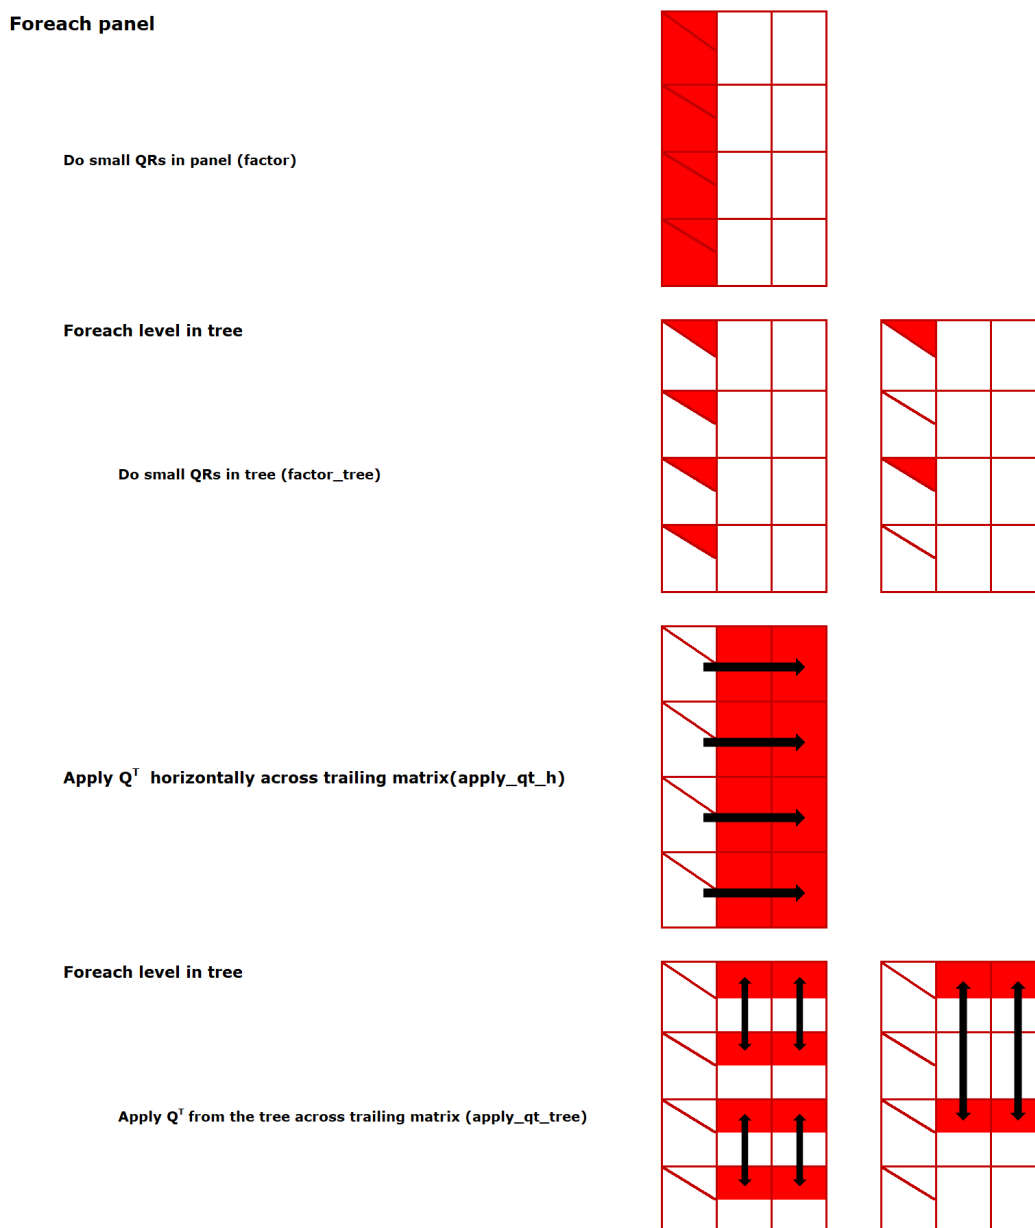 Foreach panel
Do small QRs in panel (factor)
Foreach level in tree
Do small QRs in tree (factor_tree)
Apply Q^T horizontally across trailing matrix(apply_qt_h)
Foreach level in tree
Apply Q^T from the tree across trailing matrix (apply_qt_tree)